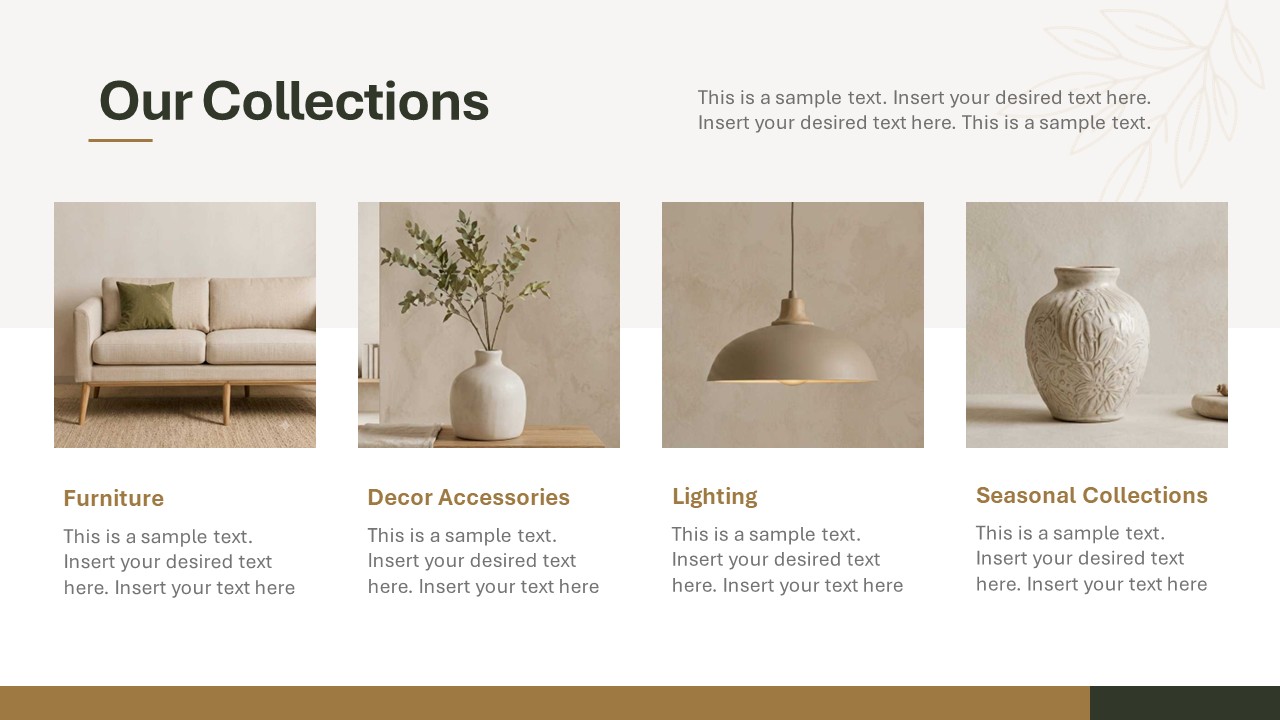 Our Collections
This is a sample text. Insert your desired text here.
Insert your desired text here. This is a sample text.
Furniture
This is a sample text.
Insert your desired text
here. Insert your text here
Decor Accessories
This is a sample text.
Insert your desired text
here. Insert your text here
Lighting
This is a sample text.
Insert your desired text
here. Insert your text here
Seasonal Collections
This is a sample text.
Insert your desired text
here. Insert your text here